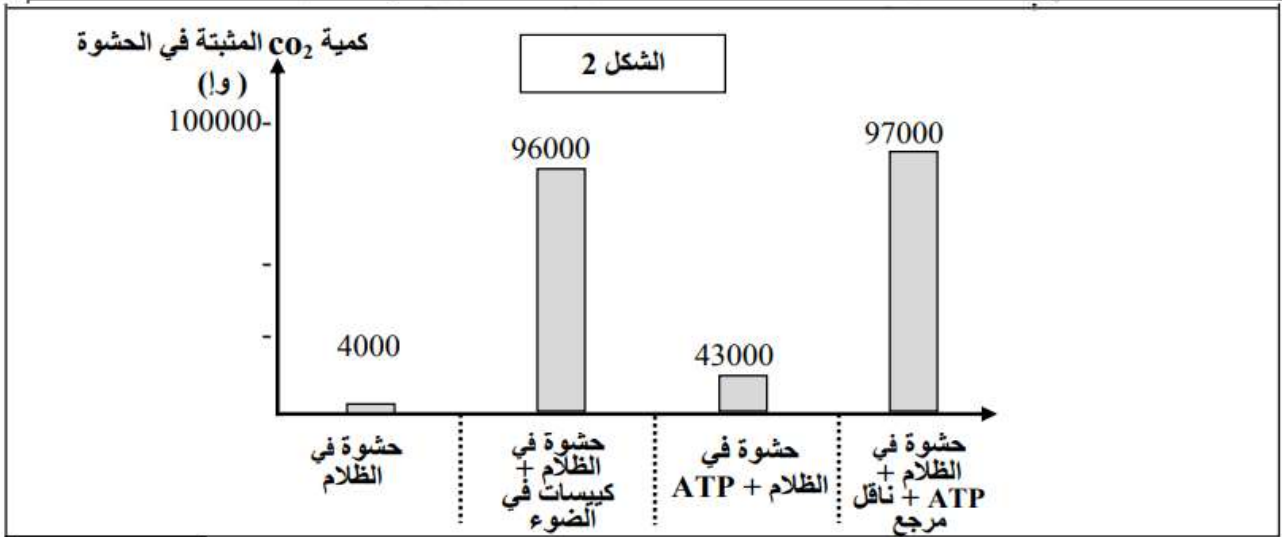 كمية co₂ المثبتة في الحشوة
(وإ)
الشكل 2
100000-
-
-
4000
96000
43000
97000
حشوة في
الظلام
حشوة في
الظلام +
كييسات في
الضوء
حشوة في
الظلام + ATP
حشوة في
الظلام +
ATP + ناقل
مرجع